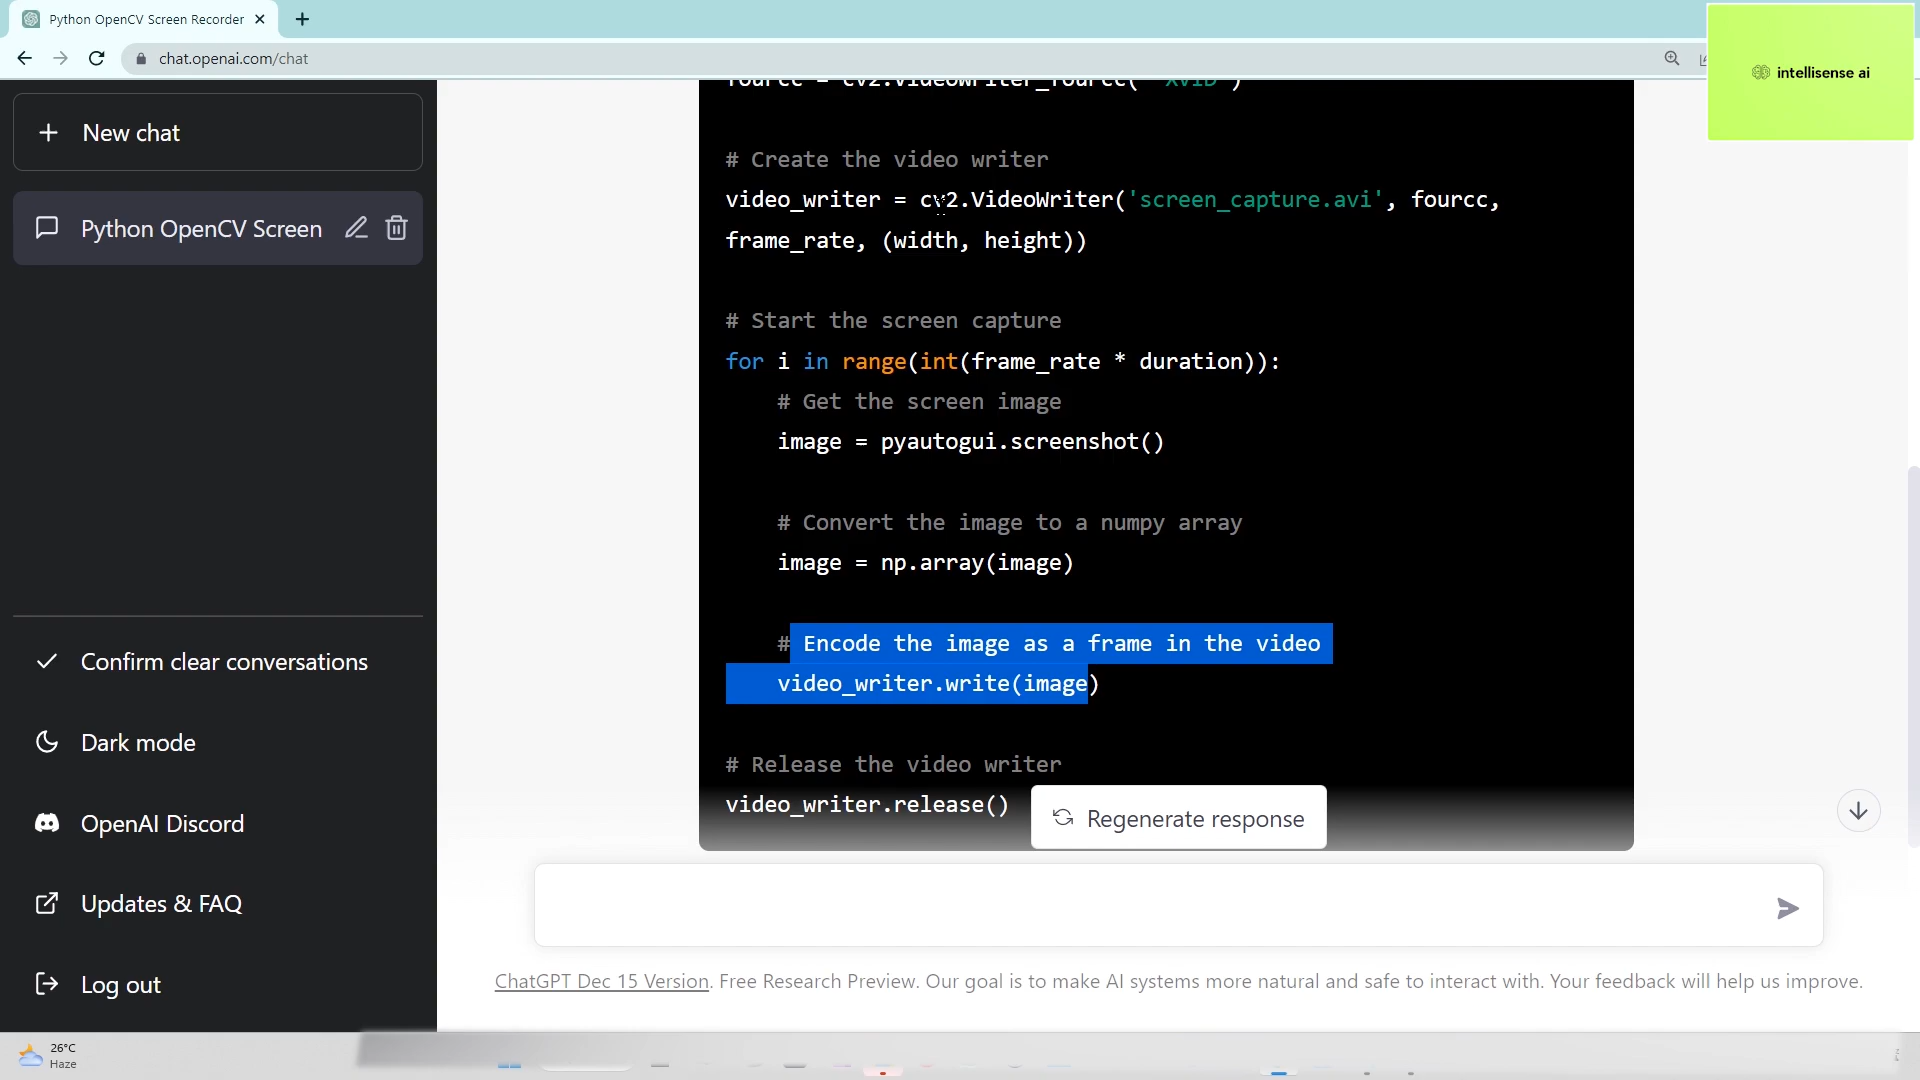 Python OpenCV Screen Recorder
chat.openai.com/chat
intellisense ai
New chat
Python OpenCV Screen
Confirm clear conversations
Dark mode
OpenAI Discord
Updates & FAQ
Log out
# Create the video writer
video_writer = cv2.VideoWriter('screen_capture.avi', fourcc,
frame_rate, (width, height))
# Start the screen capture
for i in range(int(frame_rate * duration)):
# Get the screen image
image = pyautogui.screenshot()
# Convert the image to a numpy array
image = np.array(image)
# Encode the image as a frame in the video
video_writer.write(image)
# Release the video writer
video_writer.release()
Regenerate response
ChatGPT Dec 15 Version. Free Research Preview. Our goal is to make AI systems more natural and safe to interact with. Your feedback will help us improve.
26°C
Haze